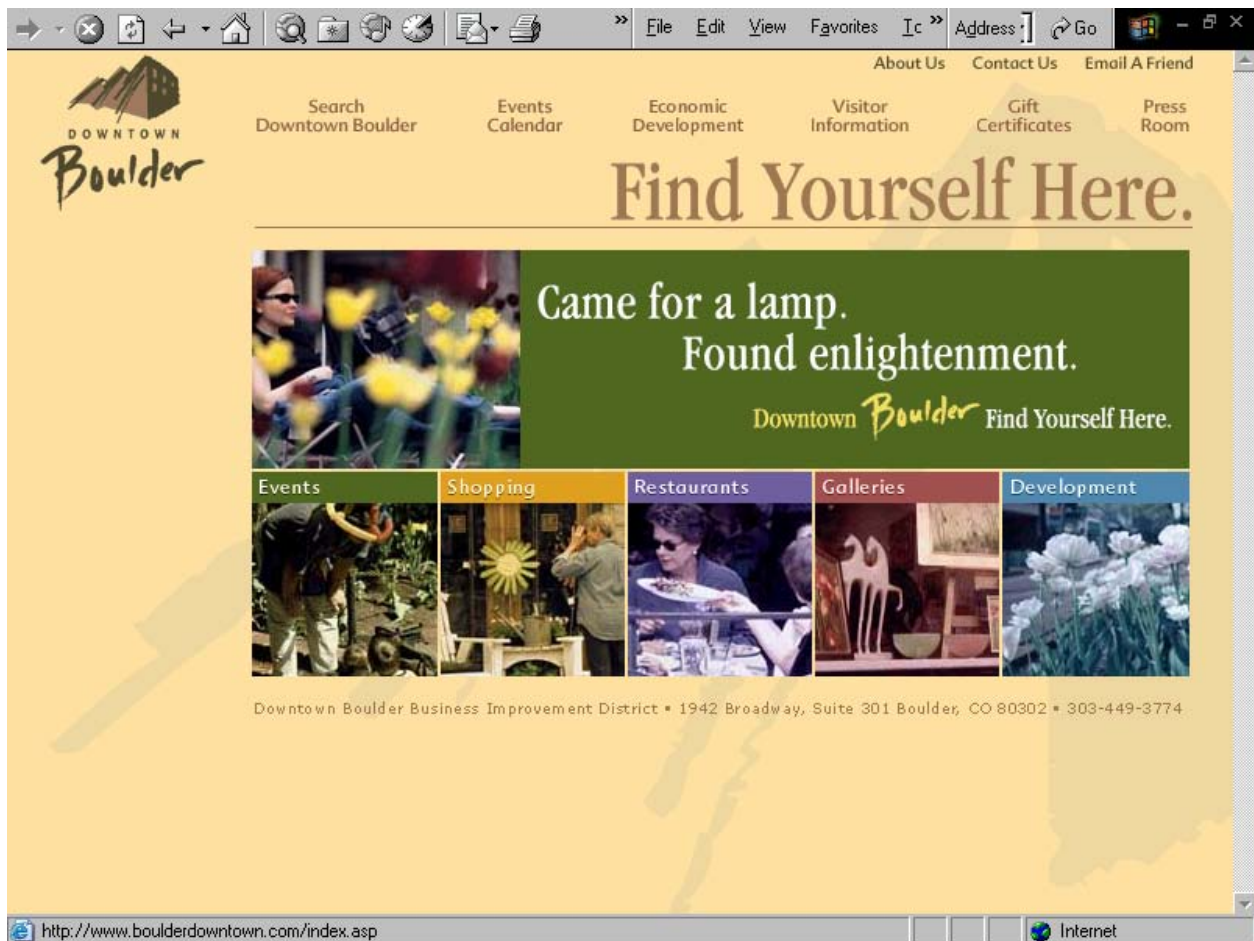 » File Edit View Favorites Tc » Address Go
About Us Contact Us Email A Friend
DOWNTOWN
Boulder
Search
Downtown Boulder
Events
Calendar
Economic
Development
Visitor
Information
Gift
Certificates
Press
Room
Find Yourself Here.
Came for a lamp.
Found enlightenment.
Downtown Boulder Find Yourself Here.
Events
Shopping
Restaurants
Galleries
Development
Downtown Boulder Business Improvement District • 1942 Broadway, Suite 301 Boulder, CO 80302 • 303-449-3774
http://www.boulderdowntown.com/index.asp
Internet